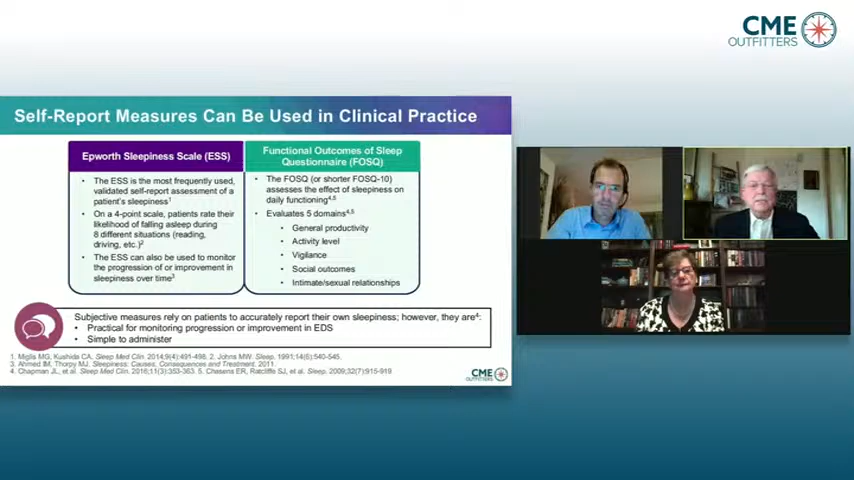 CME
OUTFITTERS
Self-Report Measures Can Be Used in Clinical Practice
Epworth Sleepiness Scale (ESS)
• The ESS is the most frequently used,
validated self-report assessment of a
patient's sleepiness1
• On a 4-point scale, patients rate their
likelihood of falling asleep during
8 different situations (reading,
driving, etc.)2
• The ESS can also be used to monitor
the progression of or improvement in
sleepiness over time3
Functional Outcomes of Sleep
Questionnaire (FOSQ)
• The FOSQ (or shorter FOSQ-10)
assesses the effect of sleepiness on
daily functioning4,5
• Evaluates 5 domains4,5
• General productivity
• Activity level
• Vigilance
• Social outcomes
• Intimate/sexual relationships
Subjective measures rely on patients to accurately report their own sleepiness; however, they are4:
• Practical for monitoring progression or improvement in EDS
• Simple to administer
1. Miglis MG, Kushida CA. Sleep Med Clin. 2014;9(4):491-498. 2. Johns MW. Sleep. 1991;14(6):540-545.
3. Ahmed IM, Thorpy MJ. Sleepiness: Causes, Consequences and Treatment. 2011.
4. Chapman JL, et al. Sleep Med Clin. 2016;11(3):353-363. 5. Chasens ER, Ratcliffe SJ, et al. Sleep. 2009;32(7):915-919
CME
OUTFITTERS